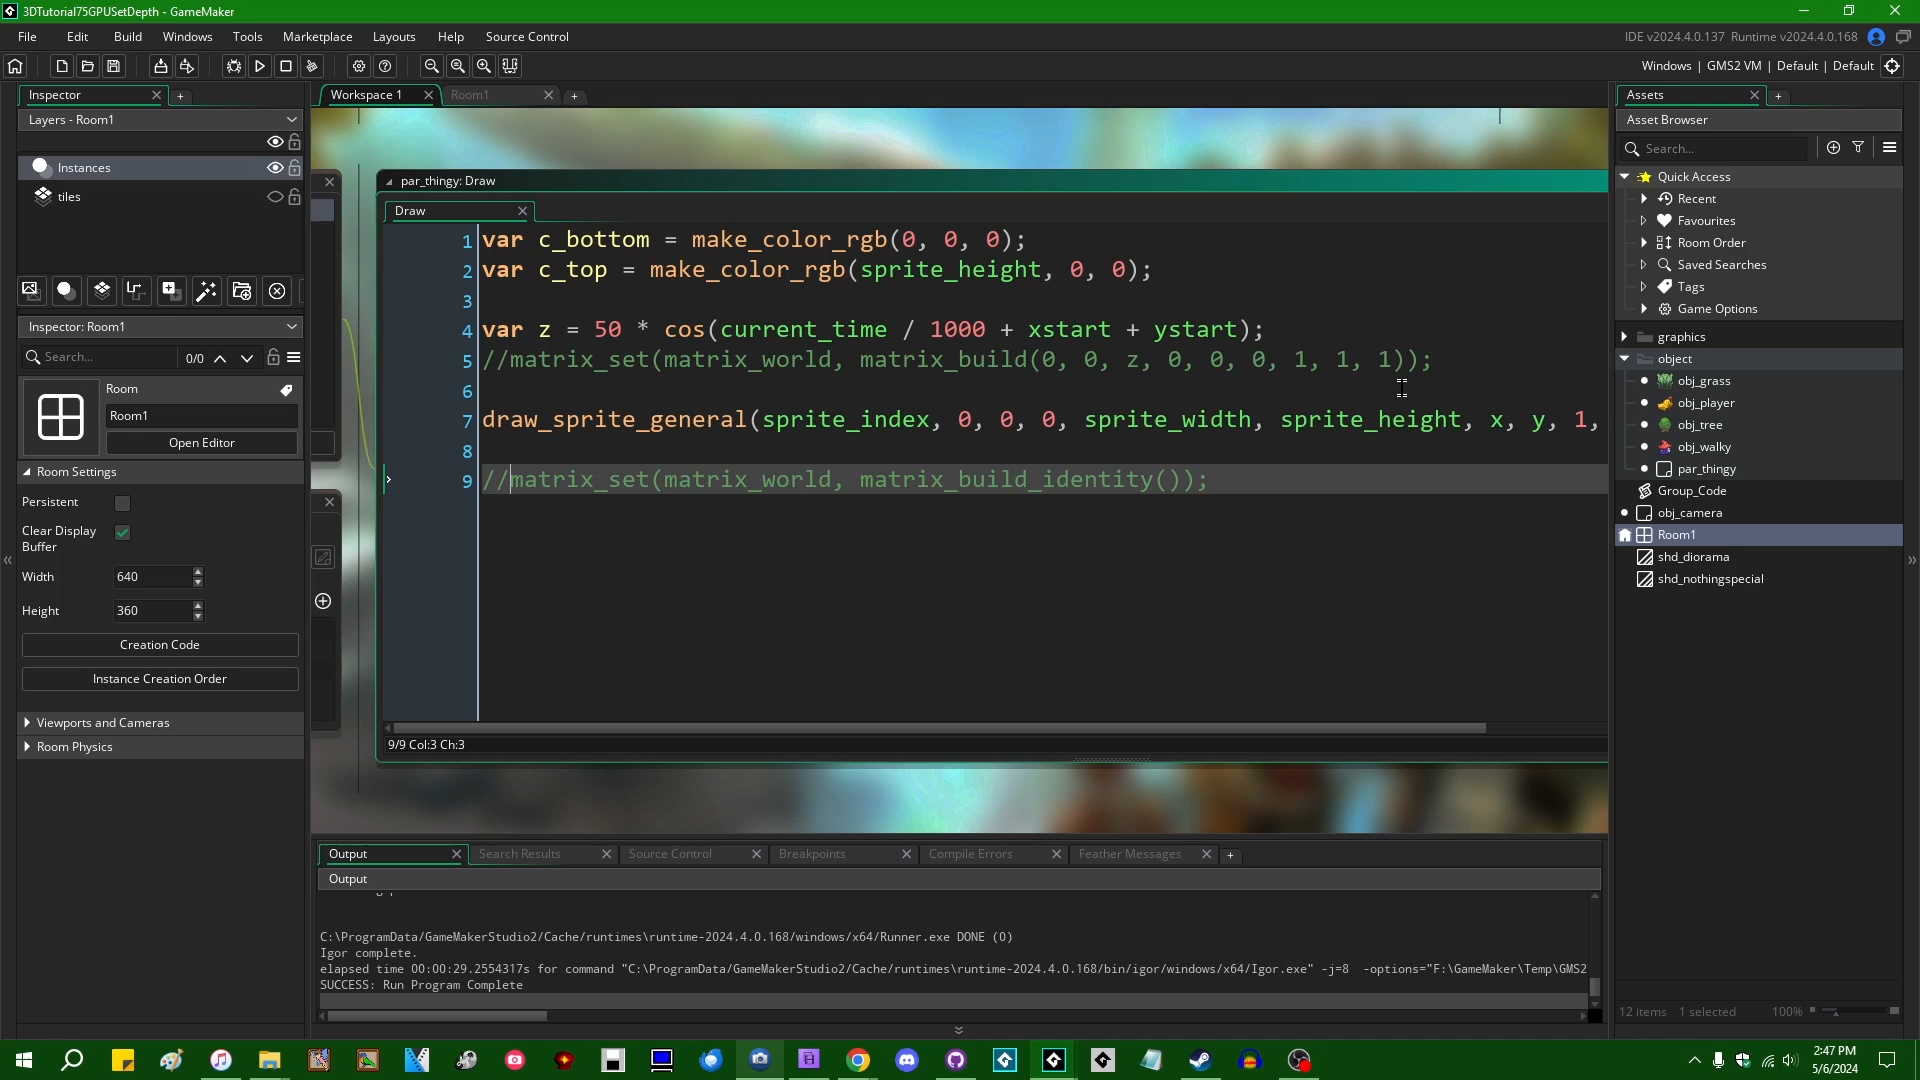 3DTutorial75GPUSetDepth - GameMaker
File Edit Build Windows Tools Marketplace Layouts Help Source Control
IDE v2024.4.0.137 Runtime v2024.4.0.168
Windows | GMS2 VM | Default | Default
Inspector
Layers - Room1
Instances
tiles
Inspector: Room1
Search... 0/0
Room
Room1
Open Editor
Room Settings
Persistent
Clear Display
Buffer
Width 640
Height 360
Creation Code
Instance Creation Order
Viewports and Cameras
Room Physics
Workspace 1 Room1
par_thingy: Draw
Draw
1 var c_bottom = make_color_rgb(0, 0, 0);
2 var c_top = make_color_rgb(sprite_height, 0, 0);
3
4 var z = 50 * cos(current_time / 1000 + xstart + ystart);
5 //matrix_set(matrix_world, matrix_build(0, 0, z, 0, 0, 0, 1, 1, 1));
6
7 draw_sprite_general(sprite_index, 0, 0, 0, sprite_width, sprite_height, x, y, 1,
8
9 //matrix_set(matrix_world, matrix_build_identity());
9/9 Col:3 Ch:3
Output Search Results Source Control Breakpoints Compile Errors Feather Messages
Output
C:\ProgramData/GameMakerStudio2/Cache/runtimes\runtime-2024.4.0.168/windows/x64/Runner.exe DONE (0)
Igor complete.
elapsed time 00:00:29.2554317s for command "C:\ProgramData/GameMakerStudio2/Cache/runtimes\runtime-2024.4.0.168/bin/igor/windows/x64/Igor.exe" -j=8 -options="F:\GameMaker\Temp\GMS2
SUCCESS: Run Program Complete
Assets
Asset Browser
Search...
Quick Access
Recent
Favourites
Room Order
Saved Searches
Tags
Game Options
graphics
object
obj_grass
obj_player
obj_tree
obj_walky
par_thingy
Group_Code
obj_camera
Room1
shd_diorama
shd_nothingspecial
12 items 1 selected 100%
2:47 PM
5/6/2024